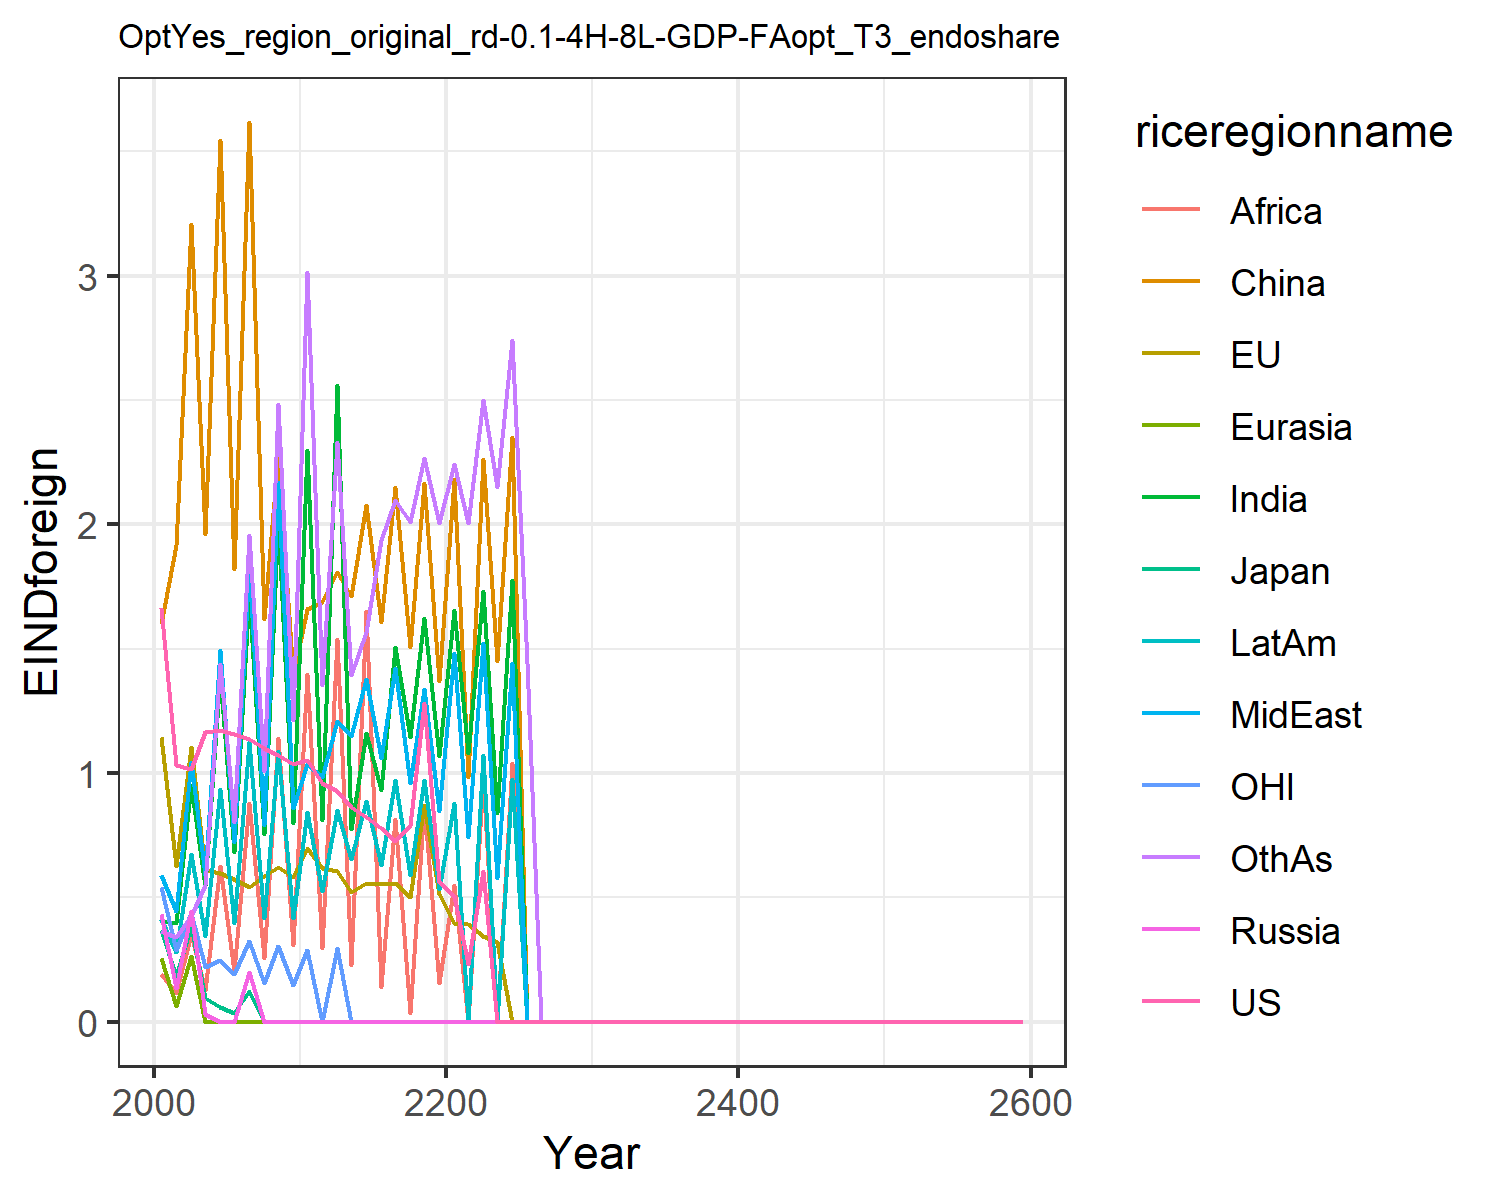 OptYes_region_original_rd-0.1-4H-8L-GDP-FAopt_T3_endoshare
EINDforeign
3
2
1
0
2000 2200 2400 2600
Year
riceregionname
Africa
China
EU
Eurasia
India
Japan
LatAm
MidEast
OHI
OthAs
Russia
US